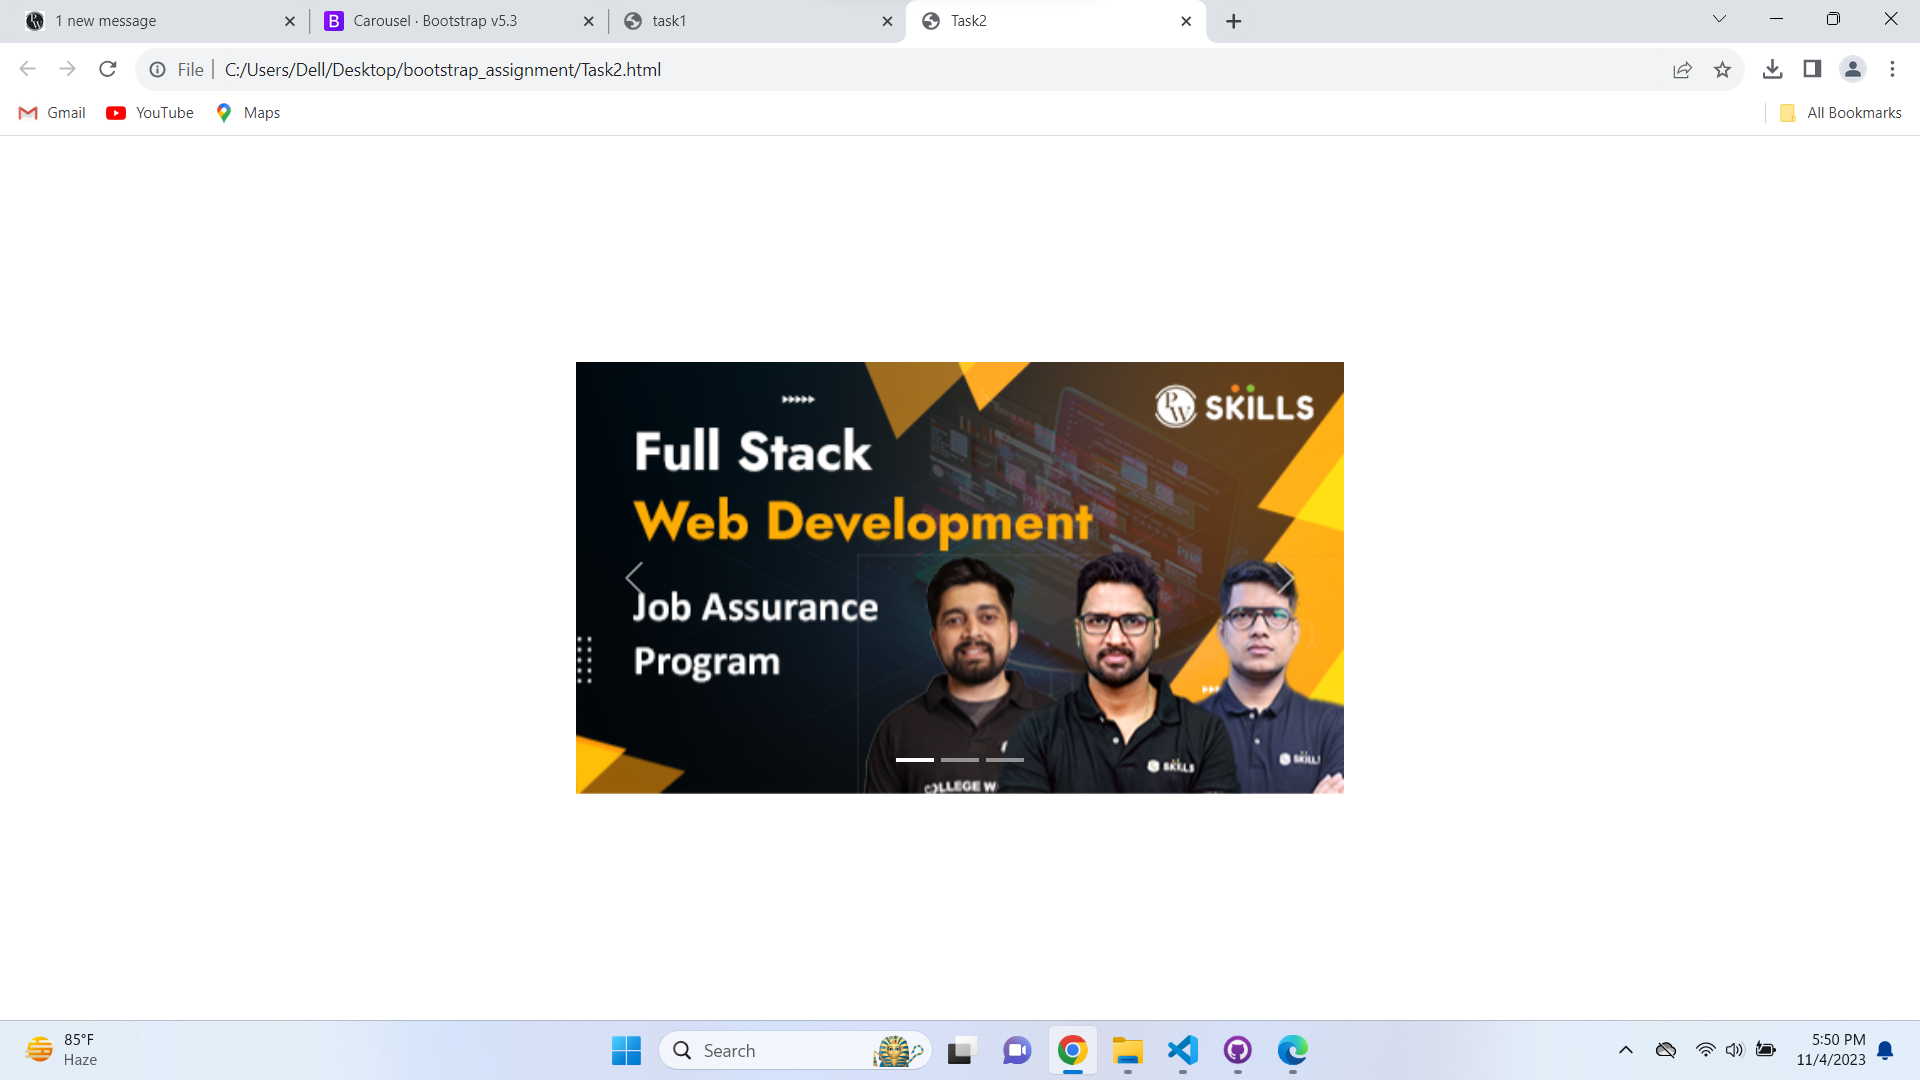 1 new message
Carousel · Bootstrap v5.3
task1
Task2
File
C:/Users/Dell/Desktop/bootstrap_assignment/Task2.html
Gmail
YouTube
Maps
All Bookmarks
PW SKILLS
Full Stack
Web Development
Job Assurance
Program
SKILLS
COLLEGE W
85°F
Haze
Search
5:50 PM
11/4/2023